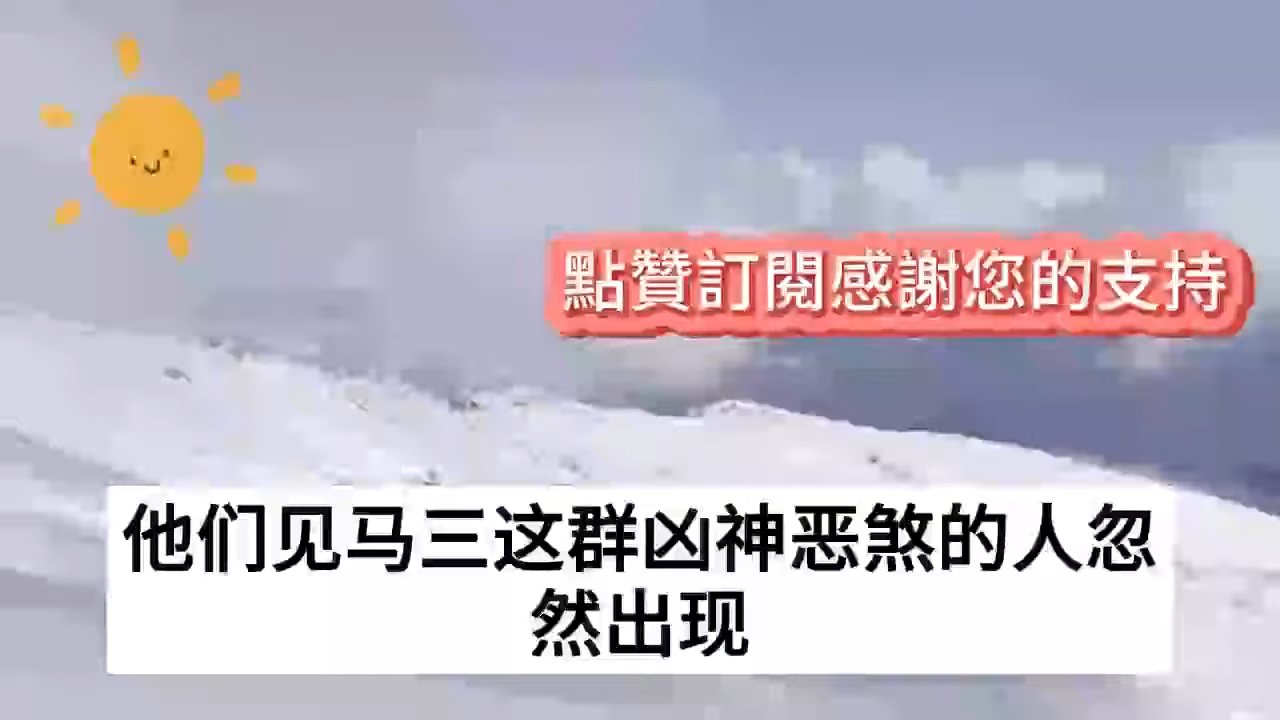 點贊訂閱感謝您的支持
他们见马三这群凶神恶煞的人忽
然出现